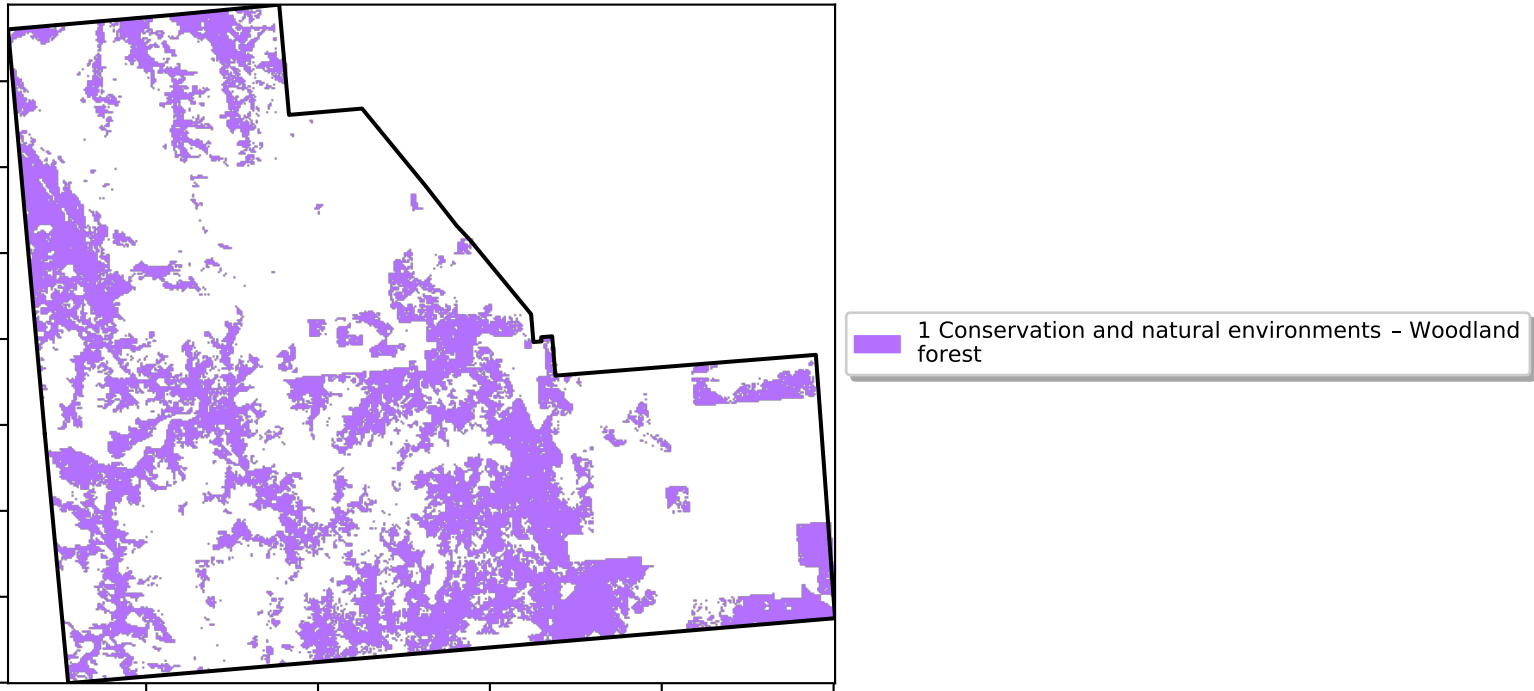 1 Conservation and natural environments – Woodland
forest